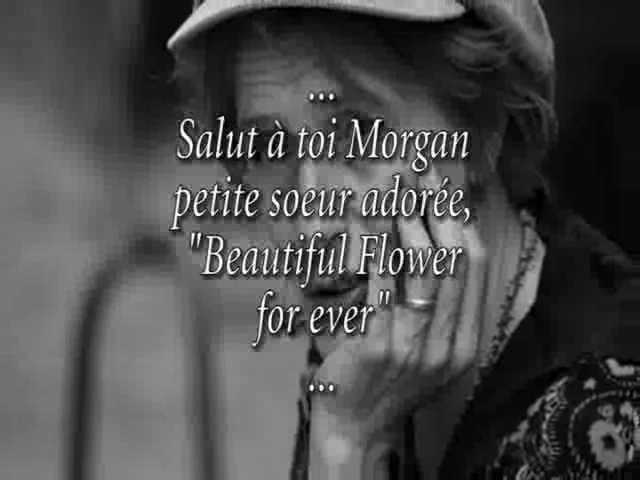 ...
Salut à toi Morgan
petite soeur adorée,
"Beautiful Flower
for ever"
...